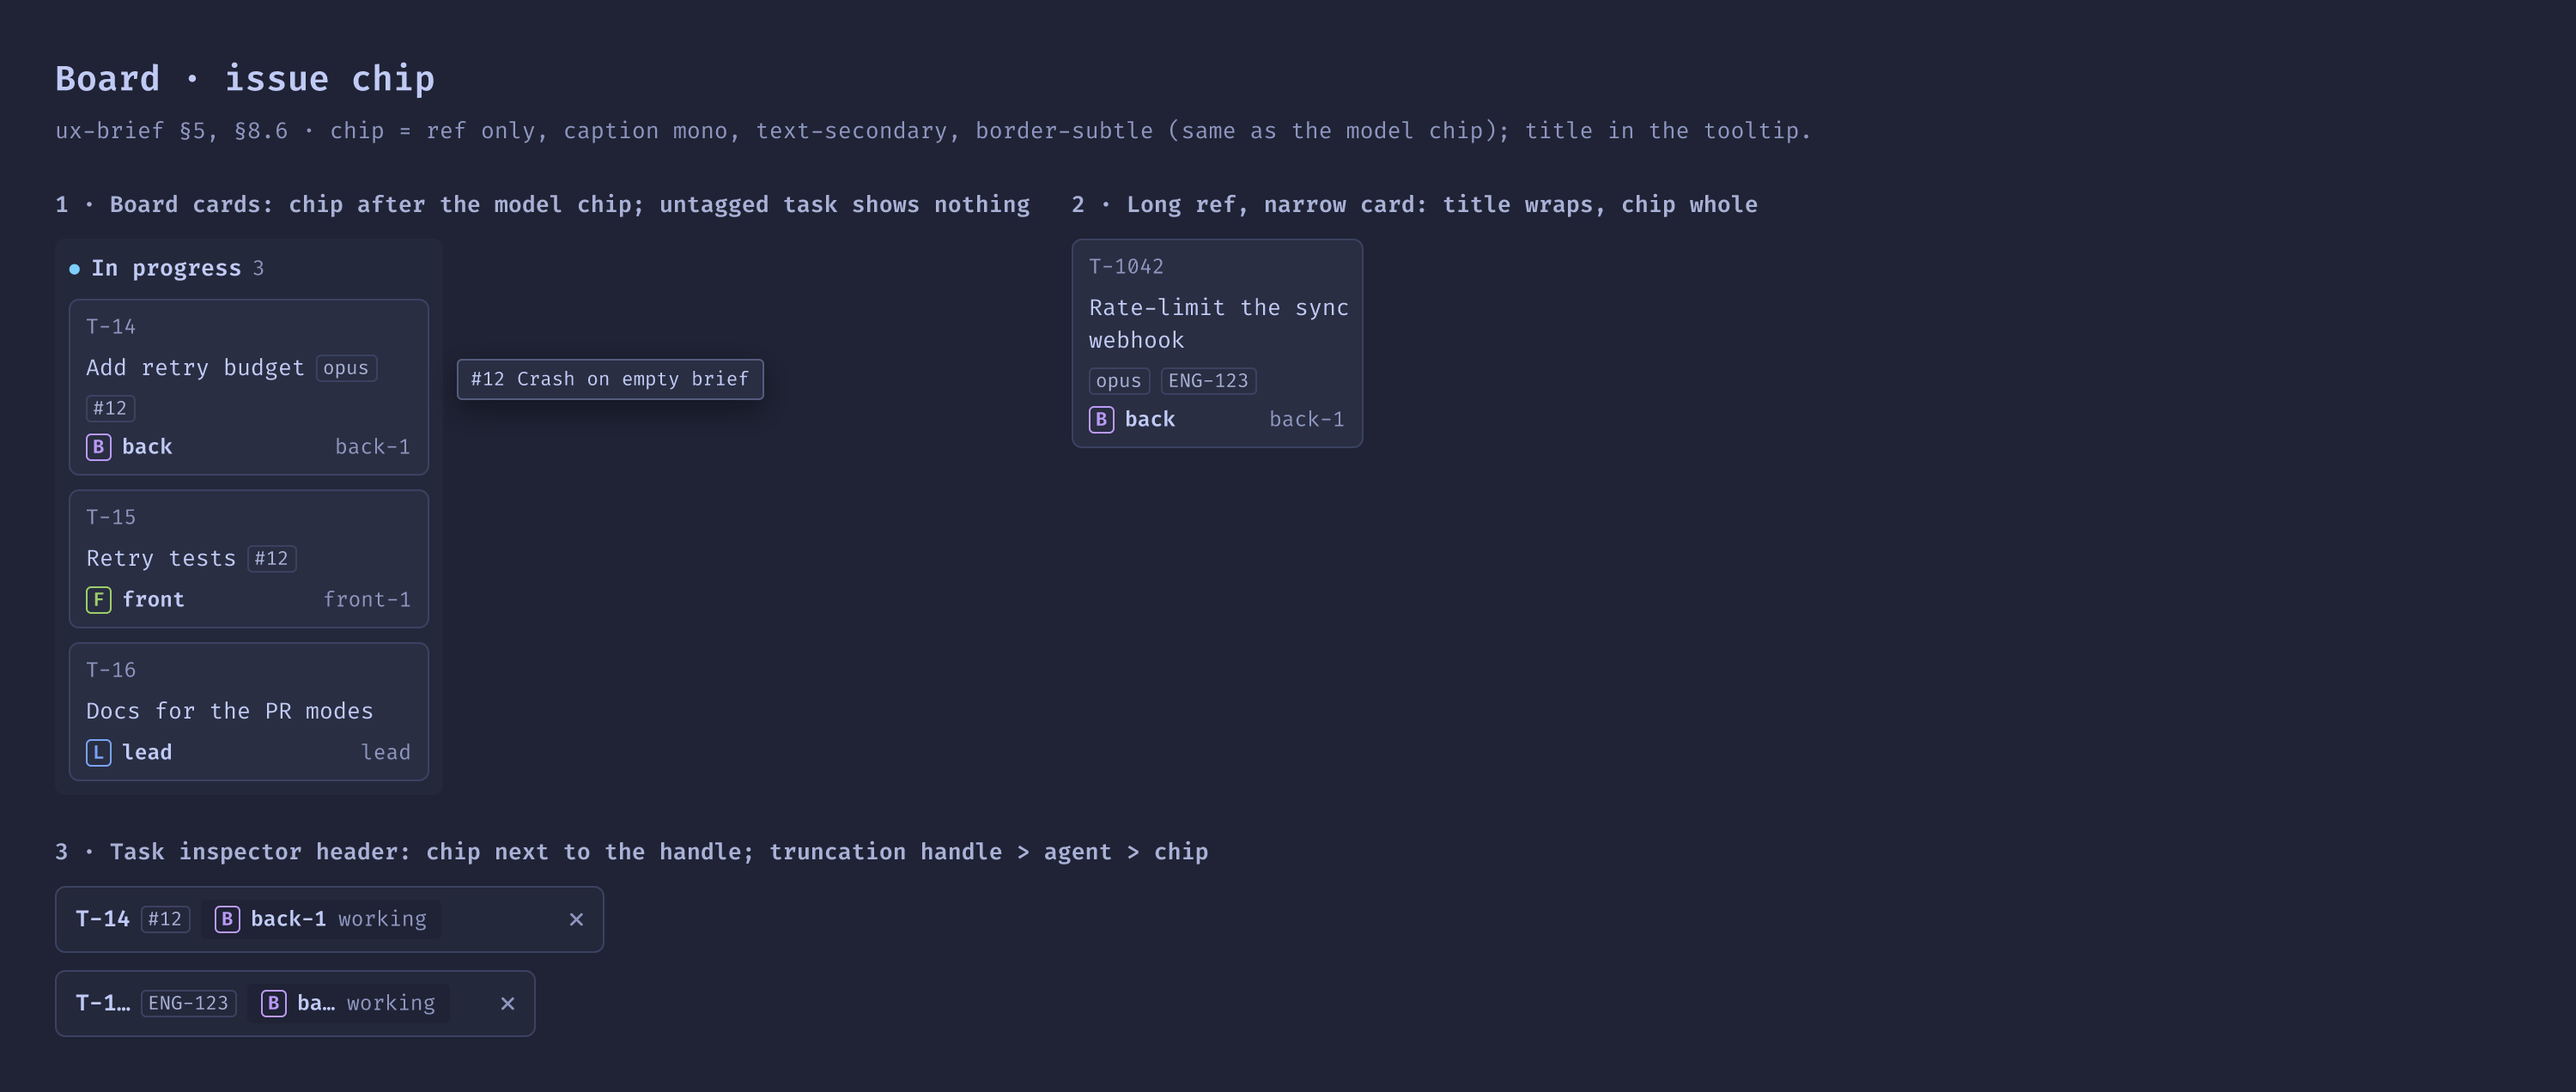 Board · issue chip
ux-brief §5, §8.6 · chip = ref only, caption mono, text-secondary, border-subtle (same as the model chip); title in the tooltip.
1 · Board cards: chip after the model chip; untagged task shows nothing
In progress 3
T-14
Add retry budget opus
#12
B back back-1
#12 Crash on empty brief
T-15
Retry tests #12
F front front-1
T-16
Docs for the PR modes
L lead lead
2 · Long ref, narrow card: title wraps, chip whole
T-1042
Rate-limit the sync
webhook
opus ENG-123
B back back-1
3 · Task inspector header: chip next to the handle; truncation handle > agent > chip
T-14 #12 B back-1 working ×
T-1… ENG-123 B ba… working ×